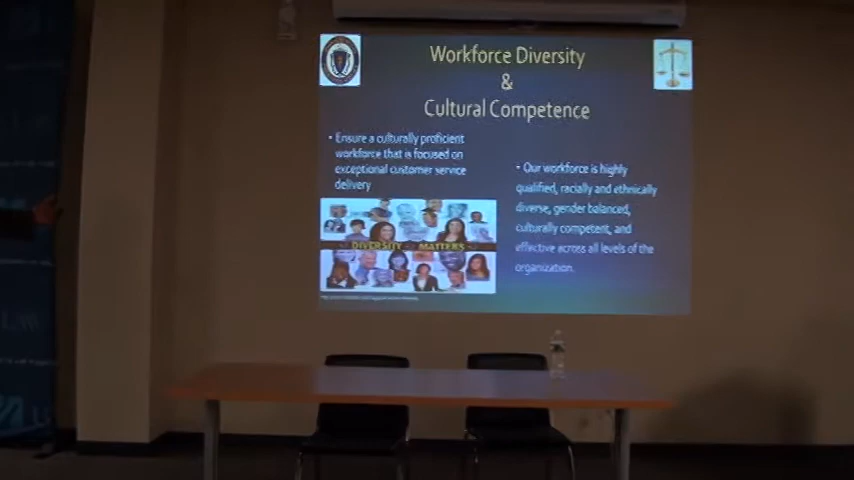 Workforce Diversity
&
Cultural Competence
• Ensure a culturally proficient
workforce that is focused on
exceptional customer service
delivery
• Our workforce is highly
qualified, racially and ethnically
diverse, gender balanced,
culturally competent, and
effective across all levels of the
organization.
DIVERSITY MATTERS
LAW